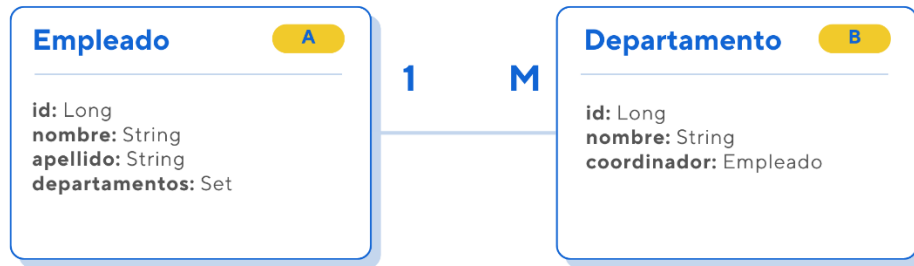 Empleado
A
id: Long
nombre: String
apellido: String
departamentos: Set
1
M
Departamento
B
id: Long
nombre: String
coordinador: Empleado